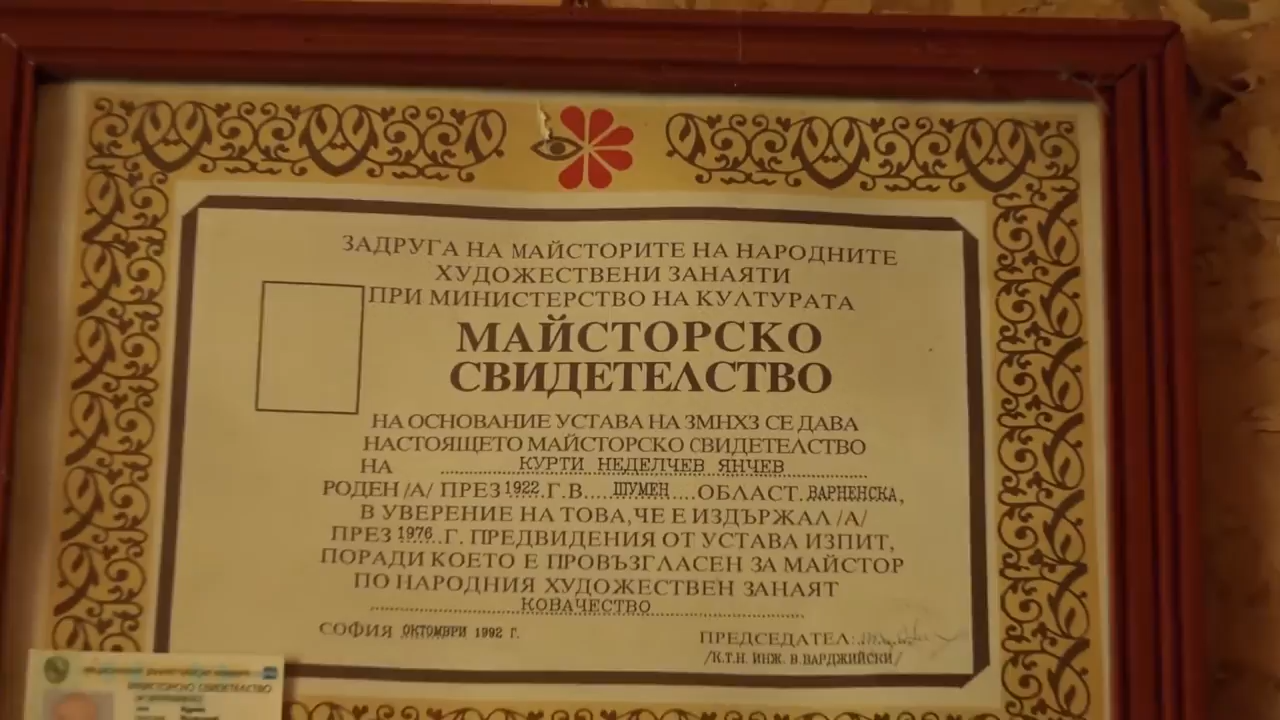 ЗАДРУГА НА МАЙСТОРИТЕ НА НАРОДНИТЕ
ХУДОЖЕСТВЕНИ ЗАНАЯТИ
ПРИ МИНИСТЕРСТВО НА КУЛТУРАТА
МАЙСТОРСКО
СВИДЕТЕЛСТВО
НА ОСНОВАНИЕ УСТАВА НА ЗМНХЗ СЕ ДАВА
НАСТОЯЩЕТО МАЙСТОРСКО СВИДЕТЕЛСТВО
НА КУРТИ НЕДЕЛЧЕВ ЯНЧЕВ
РОДЕН /А/ ПРЕЗ 1922.Г.В.....ШУМЕН....ОБЛАСТ.ВАРНЕНСКА,
В УВЕРЕНИЕ НА ТОВА, ЧЕ Е ИЗДЪРЖАЛ /А/
ПРЕЗ 1976..Г. ПРЕДВИДЕНИЯ ОТ УСТАВА ИЗПИТ,
ПОРАДИ КОЕТО Е ПРОВЪЗГЛАСЕН ЗА МАЙСТОР
ПО НАРОДНИЯ ХУДОЖЕСТВЕН ЗАНАЯТ
КОВАЧЕСТВО
СОФИЯ ОКТОМВРИ 1992 Г.
ПРЕДСЕДАТЕЛ:
/К.Т.Н. ИНЖ. В.ВАРДЖИЙСКИ/
СВИДЕТЕЛСТВО